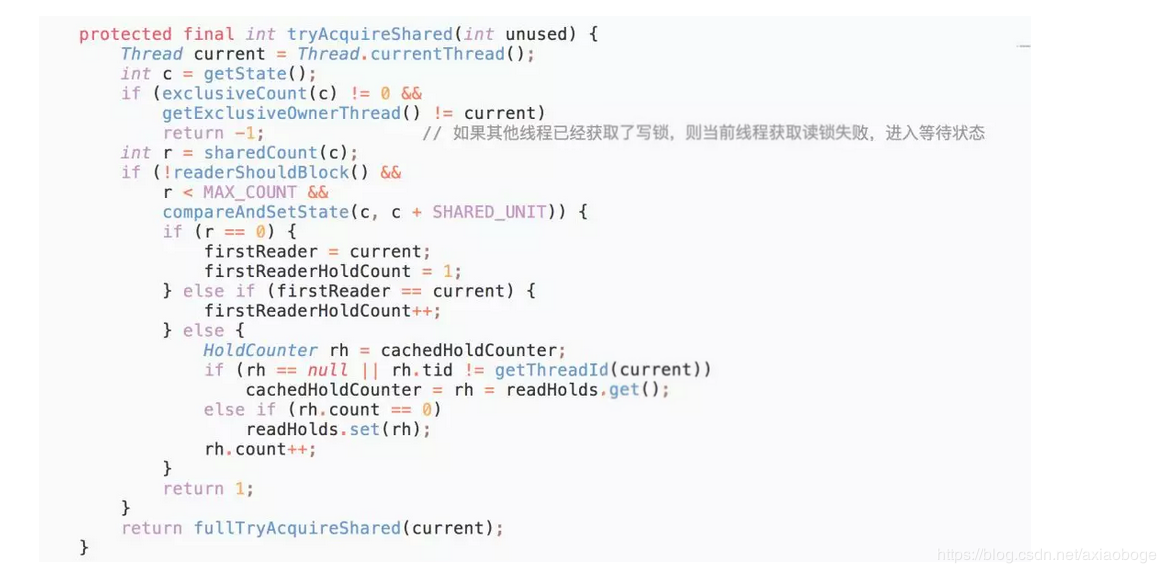 protected final int tryAcquireShared(int unused) {
Thread current = Thread.currentThread();
int c = getState();
if (exclusiveCount(c) != 0 &&
getExclusiveOwnerThread() != current)
return -1; // 如果其他线程已经获取了写锁，则当前线程获取读锁失败，进入等待状态
int r = sharedCount(c);
if (!readerShouldBlock() &&
r < MAX_COUNT &&
compareAndSetState(c, c + SHARED_UNIT)) {
if (r == 0) {
firstReader = current;
firstReaderHoldCount = 1;
} else if (firstReader == current) {
firstReaderHoldCount++;
} else {
HoldCounter rh = cachedHoldCounter;
if (rh == null || rh.tid != getThreadId(current))
cachedHoldCounter = rh = readHolds.get();
else if (rh.count == 0)
readHolds.set(rh);
rh.count++;
}
return 1;
}
return fullTryAcquireShared(current);
}
https://blog.csdn.net/axiaoboge